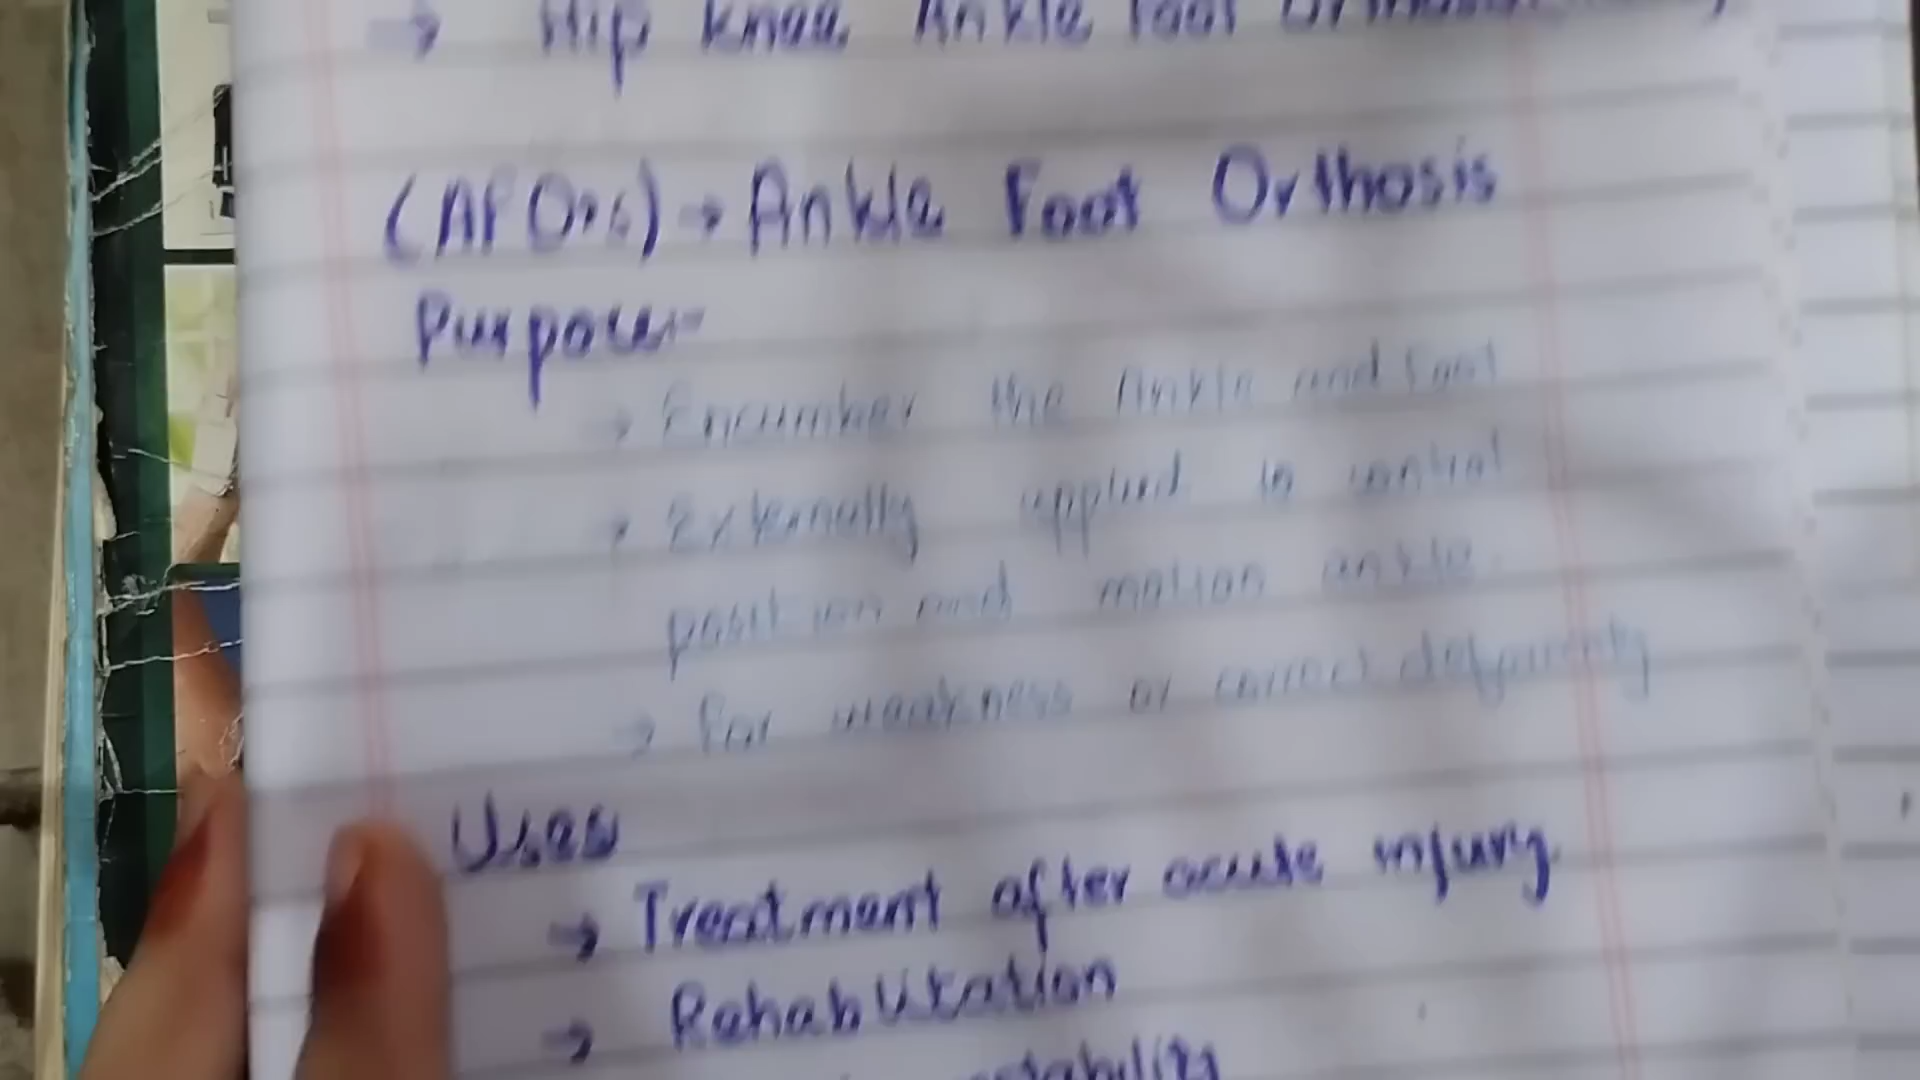 → Hip knee Ankle foot
(AFOs) → Ankle Foot Orthosis
Purpose:-
→ Encumber the Ankle and Foot
→ Externally applied to control
position and motion ankle.
→ For weakness or correct deformity
Uses
→ Treatment after acute injury.
→ Rehabilitation